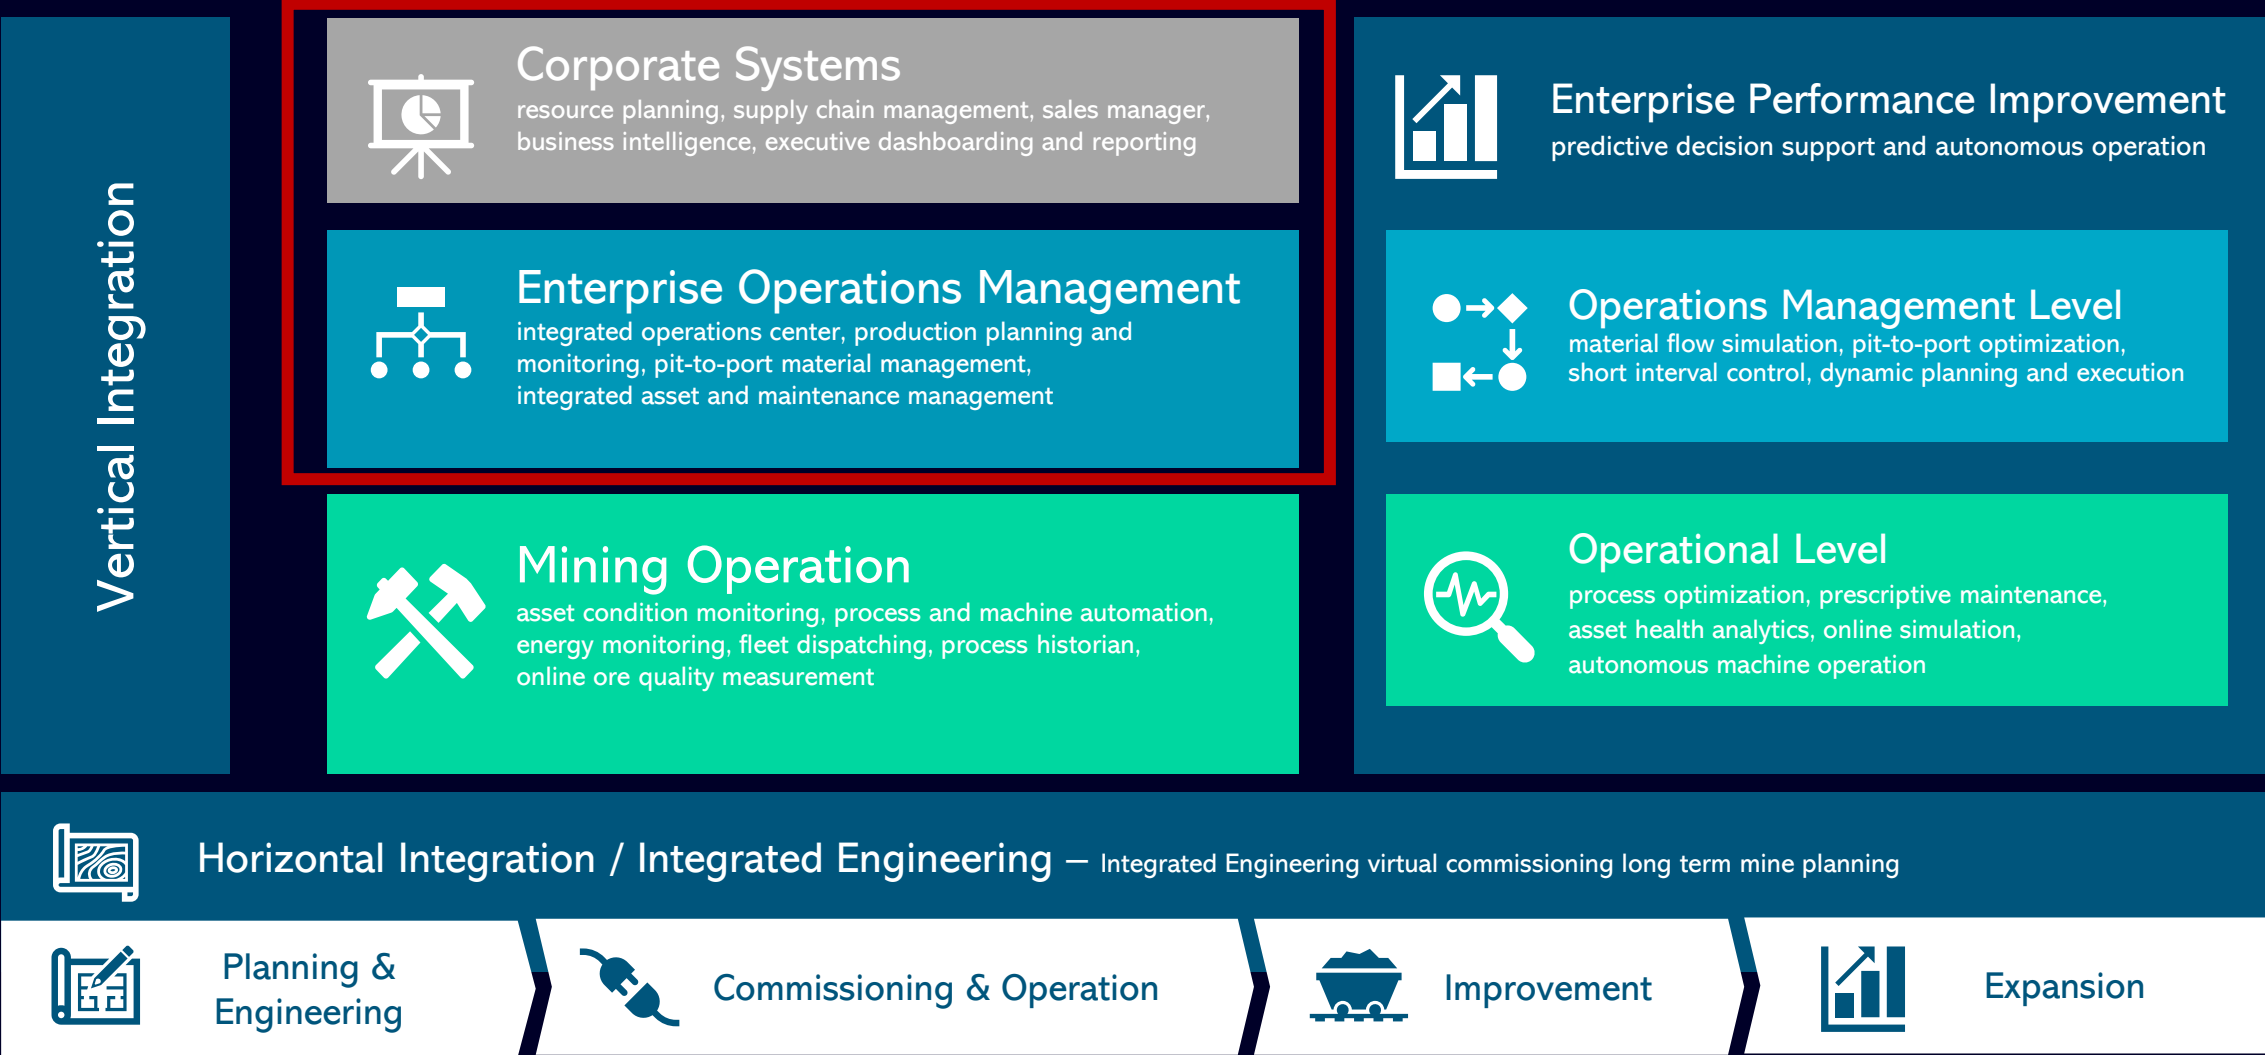 Vertical Integration
Corporate Systems
resource planning, supply chain management, sales manager,
business intelligence, executive dashboarding and reporting
Enterprise Operations Management
integrated operations center, production planning and
monitoring, pit-to-port material management,
integrated asset and maintenance management
Mining Operation
asset condition monitoring, process and machine automation,
energy monitoring, fleet dispatching, process historian,
online ore quality measurement
Enterprise Performance Improvement
predictive decision support and autonomous operation
Operations Management Level
material flow simulation, pit-to-port optimization,
short interval control, dynamic planning and execution
Operational Level
process optimization, prescriptive maintenance,
asset health analytics, online simulation,
autonomous machine operation
Horizontal Integration / Integrated Engineering – Integrated Engineering virtual commissioning long term mine planning
Planning &
Engineering
Commissioning & Operation
Improvement
Expansion